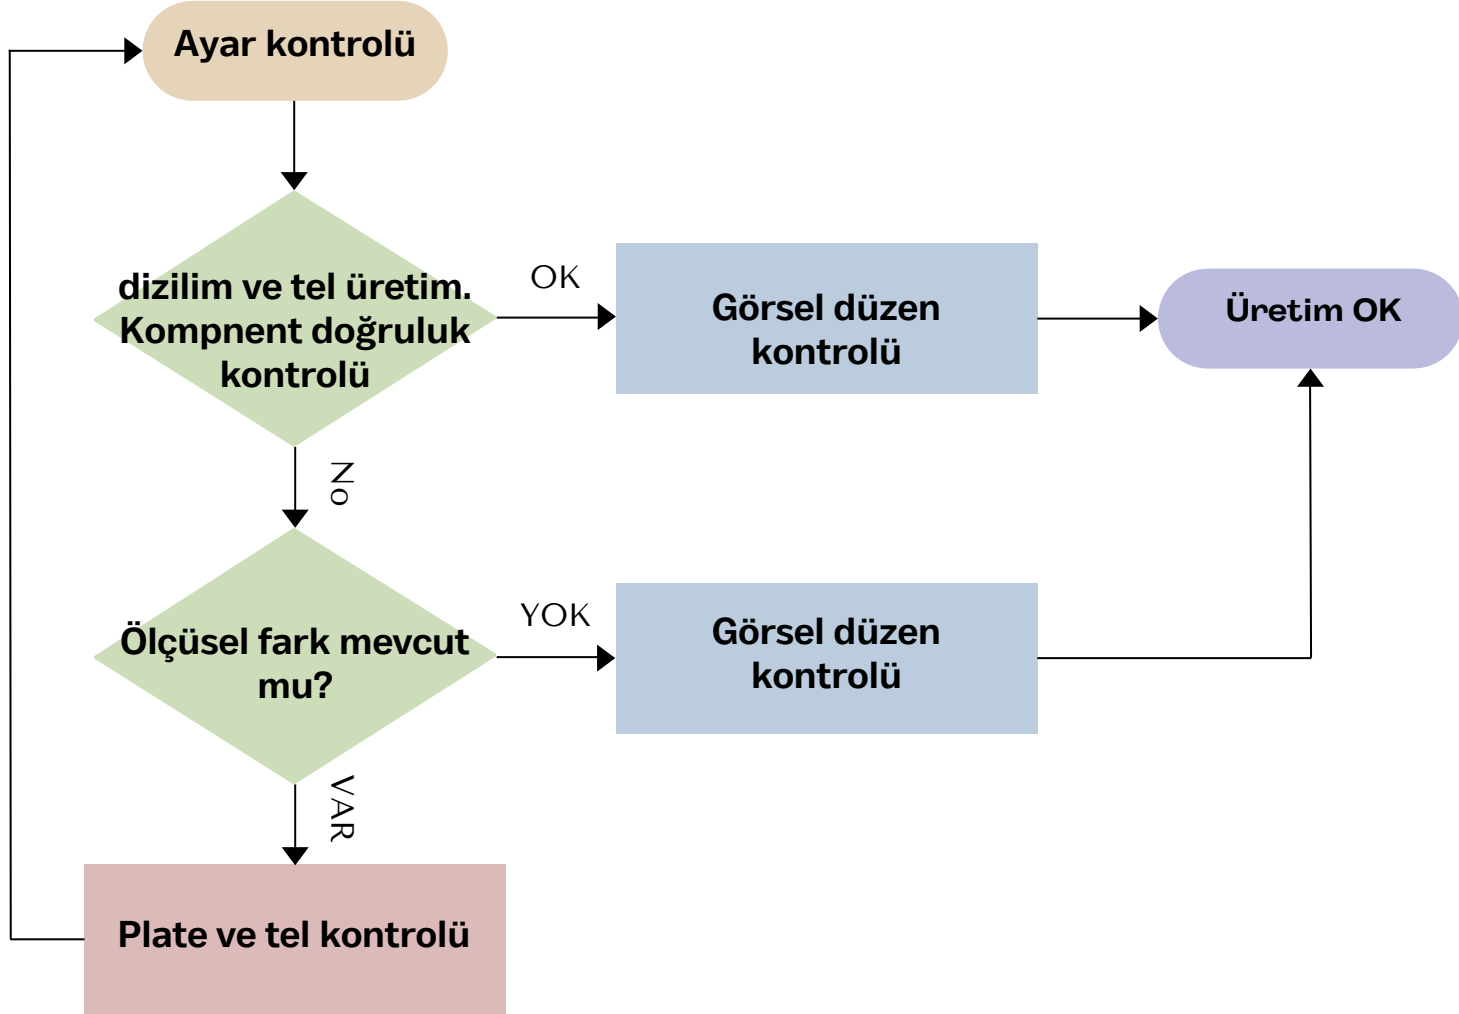 Ayar kontrolü
dizilim ve tel üretim.
Kompnent doğruluk
kontrolü
OK
Görsel düzen
kontrolü
Üretim OK
No
Ölçüsel fark mevcut
mu?
YOK
Görsel düzen
kontrolü
VAR
Plate ve tel kontrolü